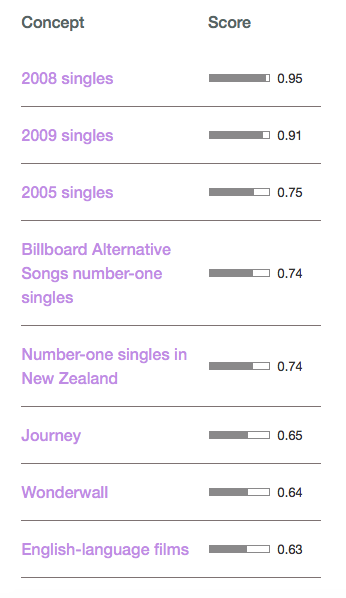 Concept Score
2008 singles 0.95
2009 singles 0.91
2005 singles 0.75
Billboard Alternative
Songs number-one 0.74
singles
Number-one singles in
New Zealand 0.74
Journey 0.65
Wonderwall 0.64
English-language films 0.63